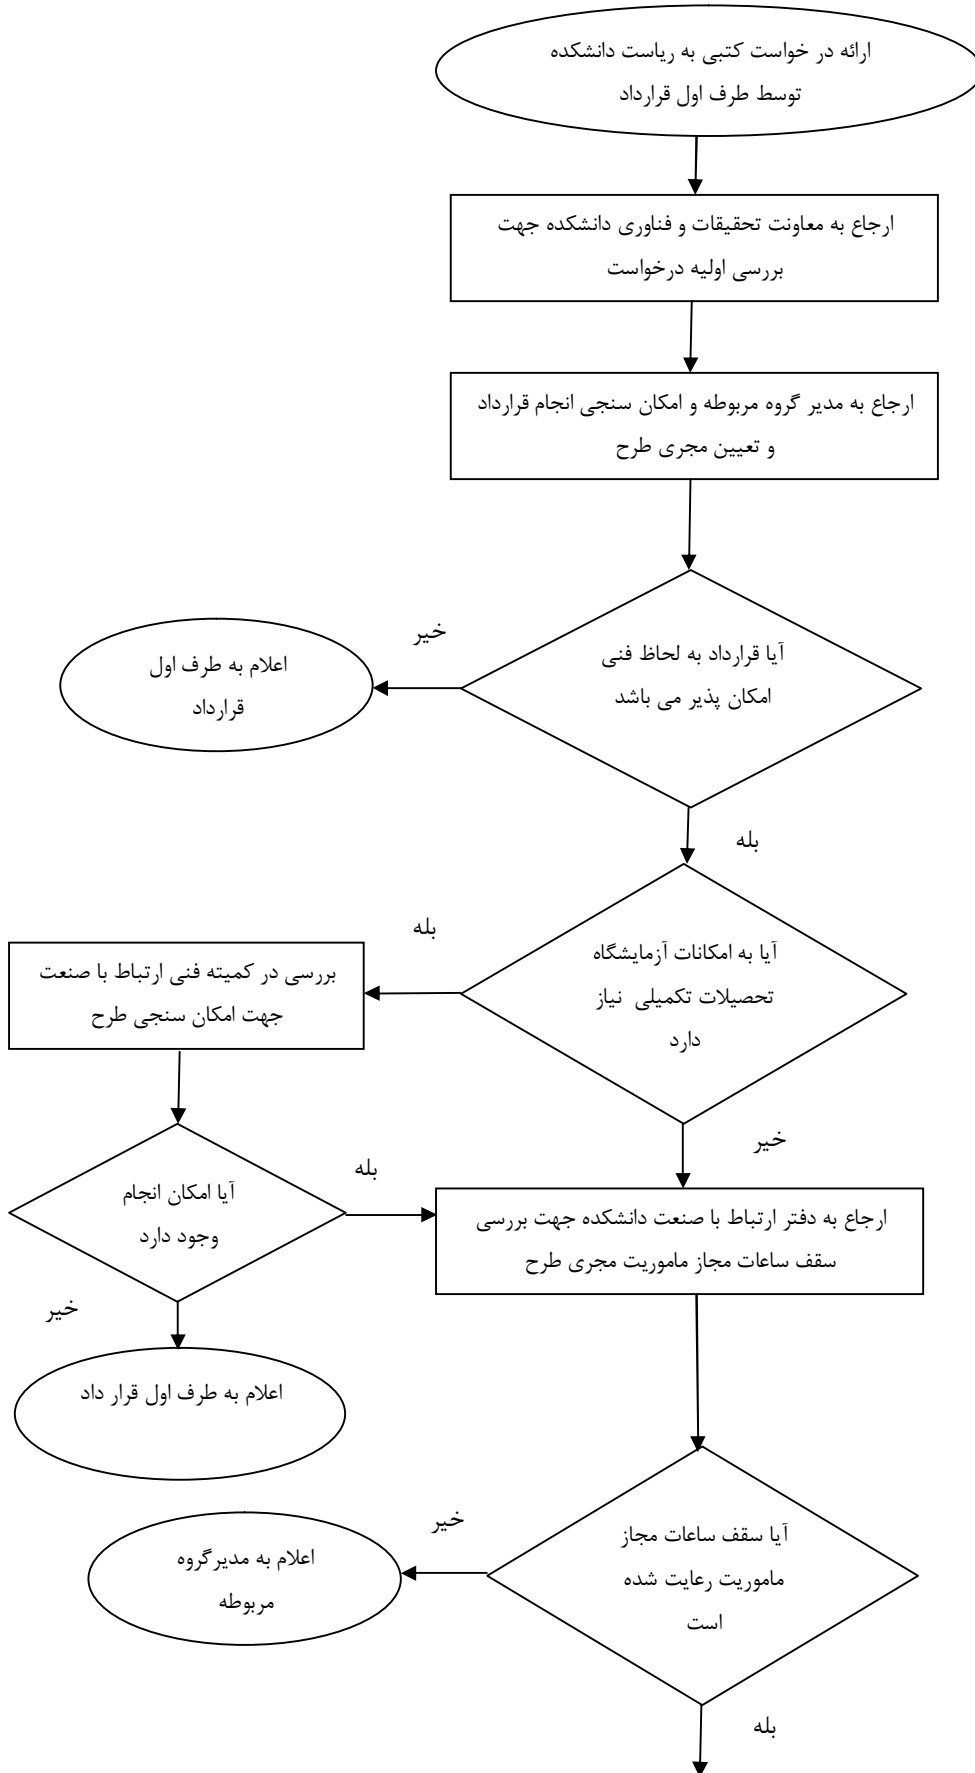 ارائه در خواست کتبی به ریاست دانشکده
توسط طرف اول قرارداد
ارجاع به معاونت تحقیقات و فناوری دانشکده جهت
بررسی اولیه درخواست
ارجاع به مدیر گروه مربوطه و امکان سنجی انجام قرارداد
و تعیین مجری طرح
آیا قرارداد به لحاظ فنی
امکان پذیر می باشد
خیر
اعلام به طرف اول
قرارداد
بله
آیا به امکانات آزمایشگاه
تحصیلات تکمیلی نیاز
دارد
بله
بررسی در کمیته فنی ارتباط با صنعت
جهت امکان سنجی طرح
خیر
آیا امکان انجام
وجود دارد
بله
ارجاع به دفتر ارتباط با صنعت دانشکده جهت بررسی
سقف ساعات مجاز ماموریت مجری طرح
خیر
اعلام به طرف اول قرار داد
آیا سقف ساعات مجاز
ماموریت رعایت شده
است
خیر
اعلام به مدیرگروه
مربوطه
بله